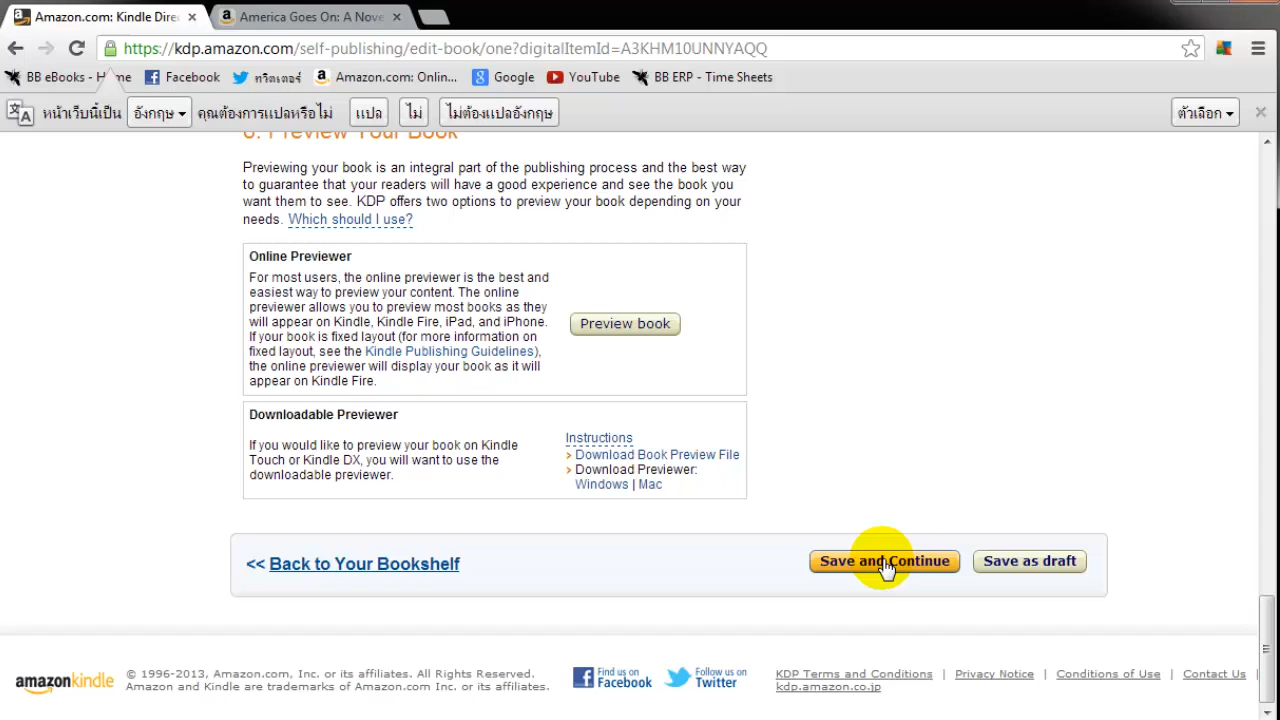 Amazon.com: Kindle Dire
America Goes On: A Nove
https://kdp.amazon.com/self-publishing/edit-book/one?digitalItemId=A3KHM10UNNYAQQ
BB eBooks - Home
Facebook
ทวิตเตอร์
Amazon.com: Onlin...
Google
YouTube
BB ERP - Time Sheets
หน้าเว็บนี้เป็น อังกฤษ คุณต้องการแปลหรือไม่ แปล ไม่ ไม่ต้องแปลอังกฤษ ตัวเลือก
6. Preview Your Book
Previewing your book is an integral part of the publishing process and the best way
to guarantee that your readers will have a good experience and see the book you
want them to see. KDP offers two options to preview your book depending on your
needs. Which should I use?
Online Previewer
For most users, the online previewer is the best and
easiest way to preview your content. The online
previewer allows you to preview most books as they
will appear on Kindle, Kindle Fire, iPad, and iPhone.
If your book is fixed layout (for more information on
fixed layout, see the Kindle Publishing Guidelines),
the online previewer will display your book as it will
appear on Kindle Fire.
Preview book
Downloadable Previewer
If you would like to preview your book on Kindle
Touch or Kindle DX, you will want to use the
downloadable previewer.
Instructions
> Download Book Preview File
> Download Previewer:
Windows | Mac
<< Back to Your Bookshelf
Save and Continue
Save as draft
amazonkindle
© 1996-2013, Amazon.com, Inc. or its affiliates. All Rights Reserved.
Amazon and Kindle are trademarks of Amazon.com Inc. or its affiliates.
Find us on
Facebook
Follow us on
Twitter
KDP Terms and Conditions | Privacy Notice | Conditions of Use | Contact Us |
kdp.amazon.co.jp